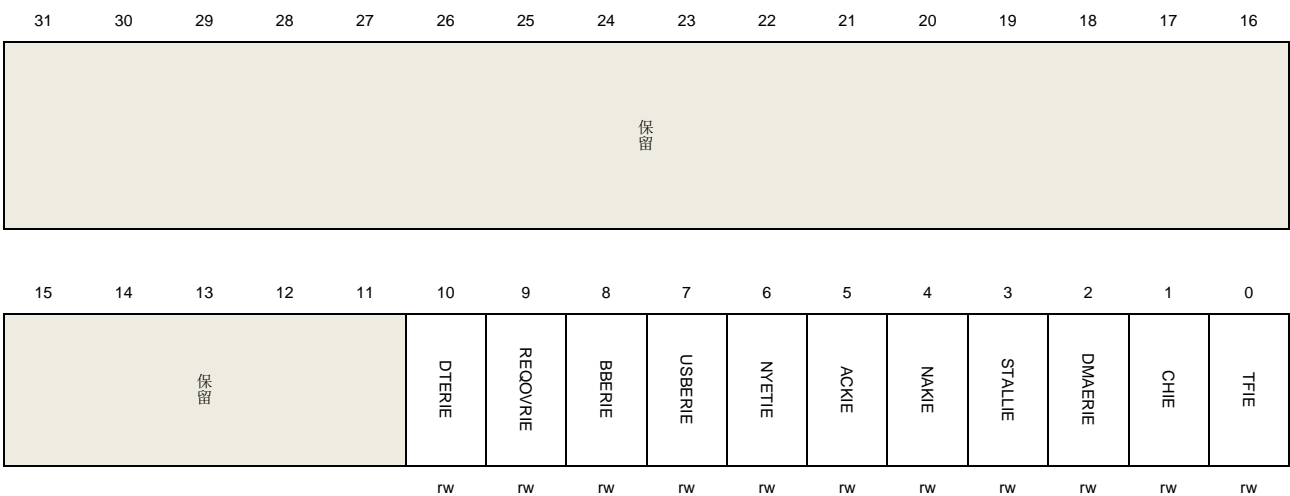 31 30 29 28 27 26 25 24 23 22 21 20 19 18 17 16
保留
15 14 13 12 11 10 9 8 7 6 5 4 3 2 1 0
保留 DTERIE REQOVRIE BBERIE USBERIE NYETIE ACKIE NAKIE STALLIE DMAERIE CHIE TFIE
rw rw rw rw rw rw rw rw rw rw rw